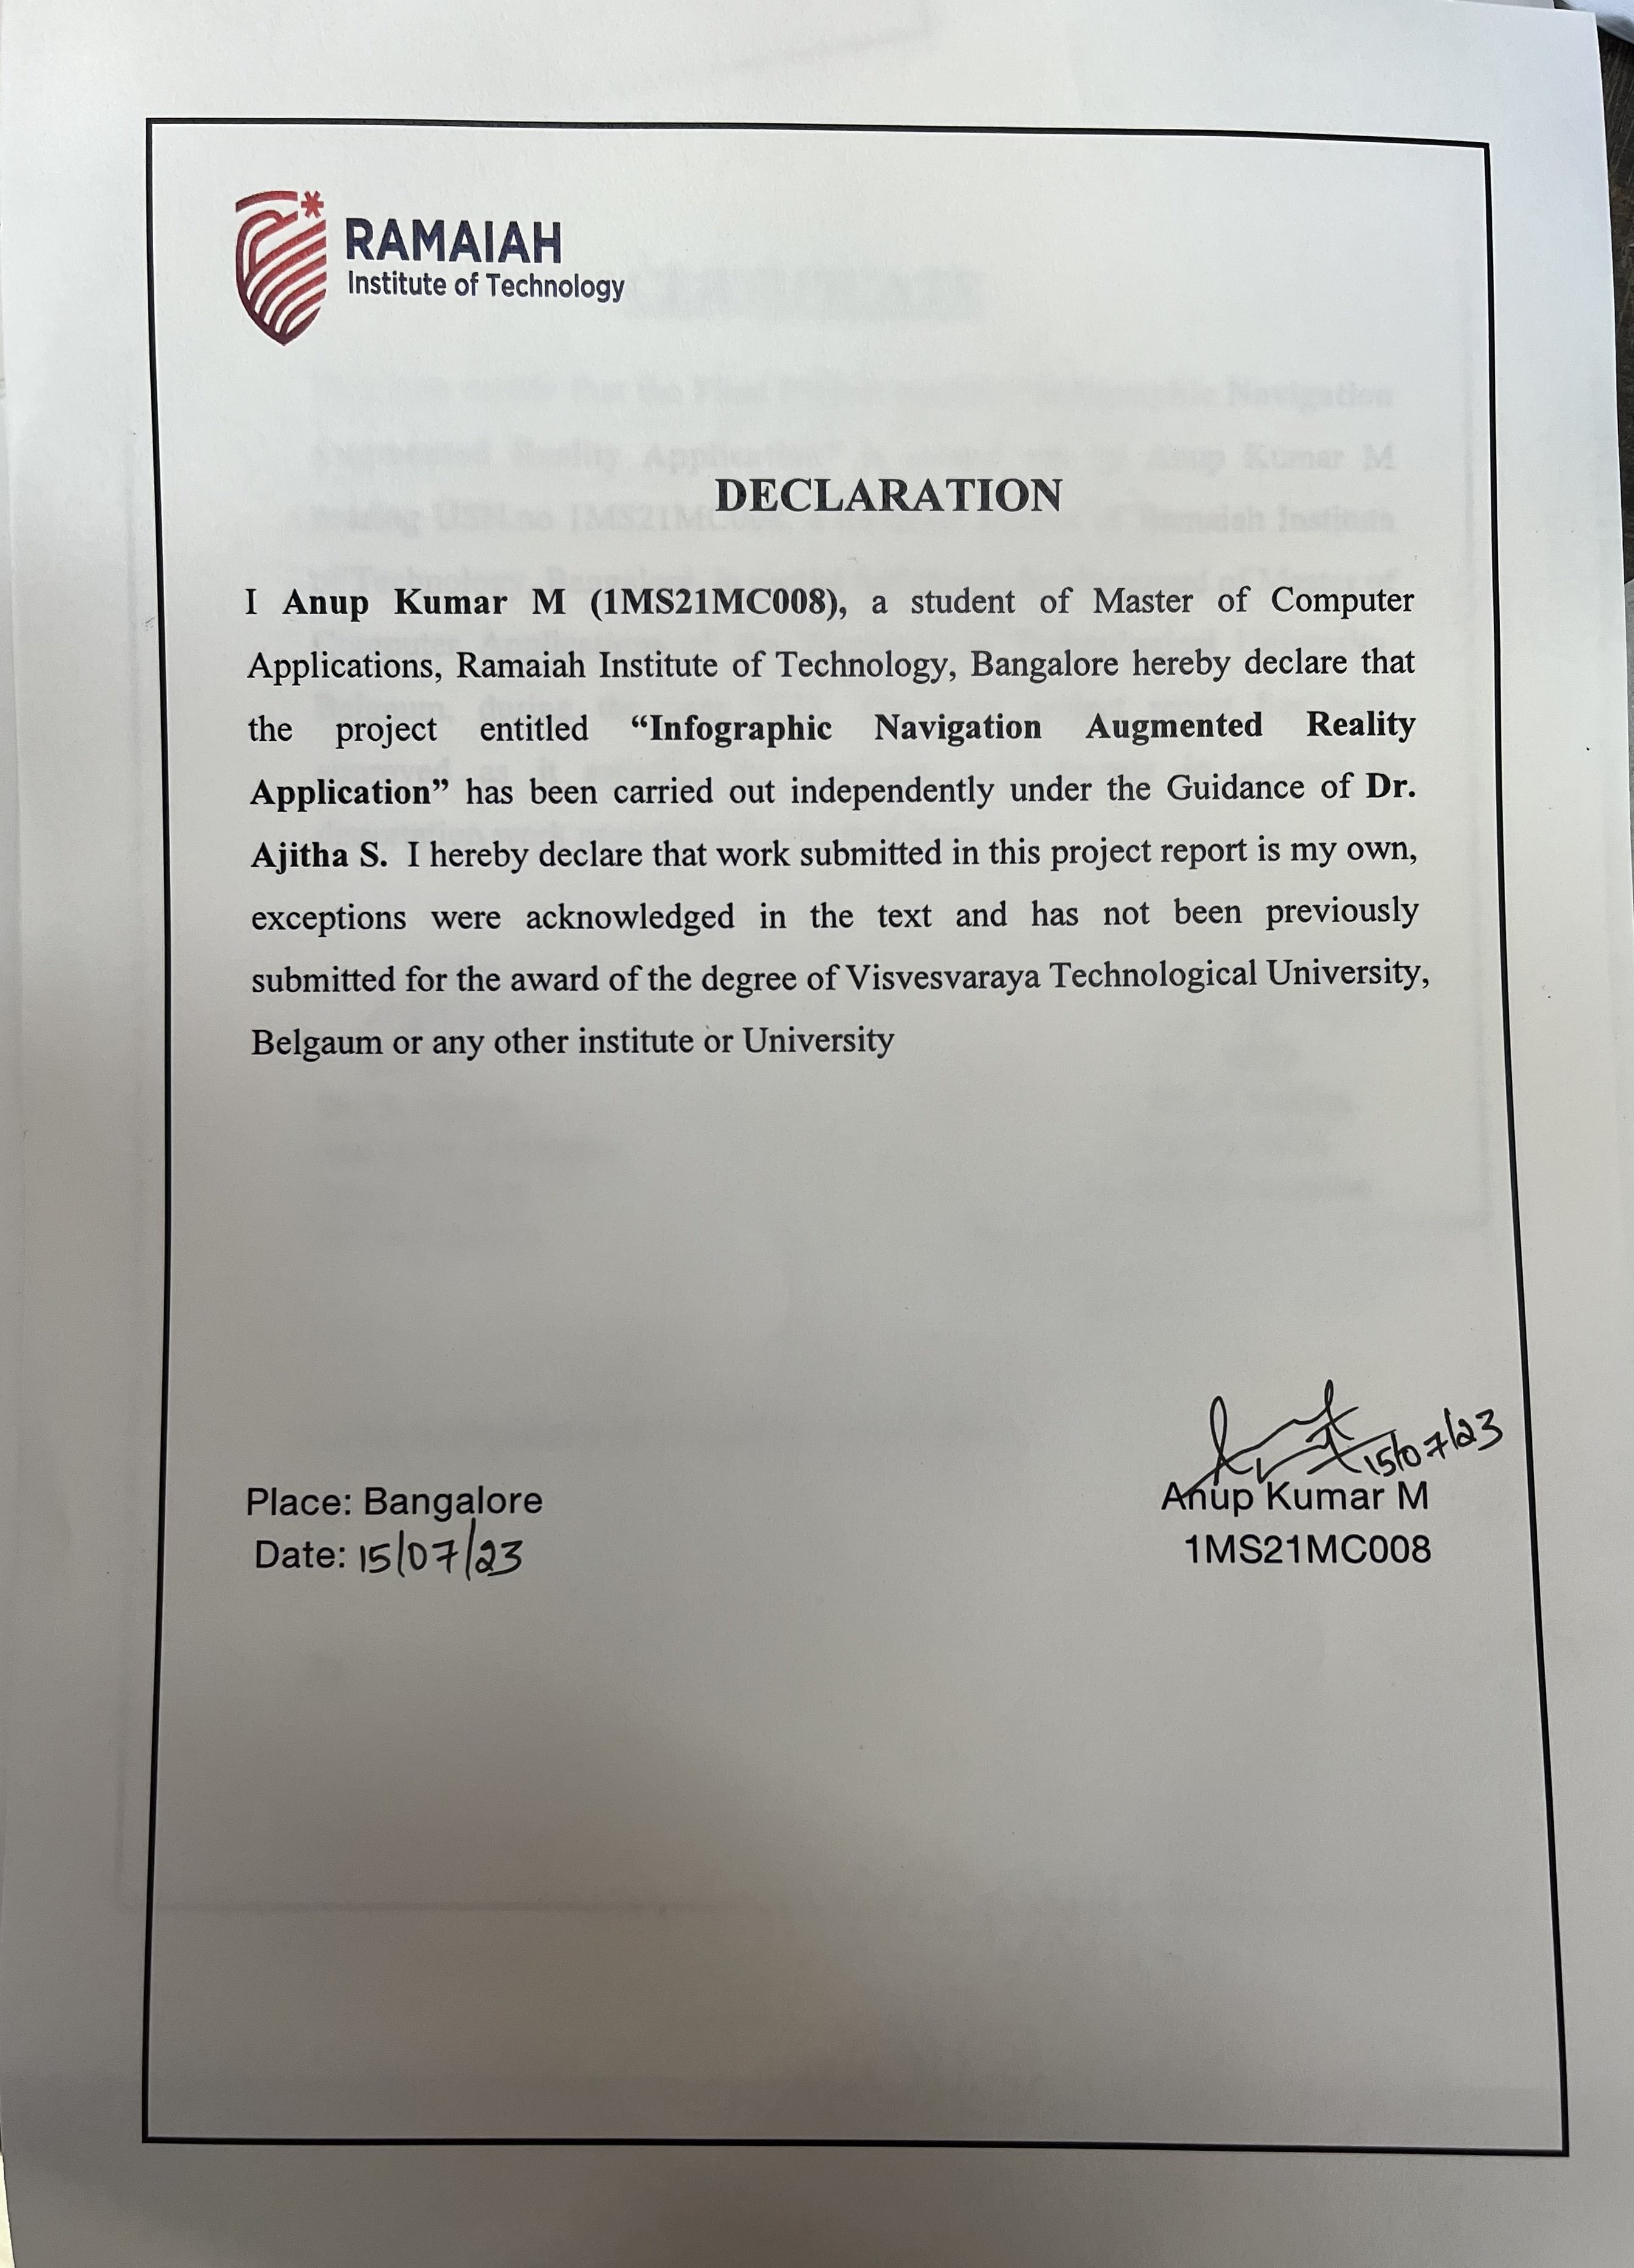 RAMAIAH
Institute of Technology
DECLARATION
I Anup Kumar M (1MS21MC008), a student of Master of Computer
Applications, Ramaiah Institute of Technology, Bangalore hereby declare that
the project entitled “Infographic Navigation Augmented Reality
Application” has been carried out independently under the Guidance of Dr.
Ajitha S. I hereby declare that work submitted in this project report is my own,
exceptions were acknowledged in the text and has not been previously
submitted for the award of the degree of Visvesvaraya Technological University,
Belgaum or any other institute or University
15/07/23
Place: Bangalore
Date: 15/07/23
Anup Kumar M
1MS21MC008